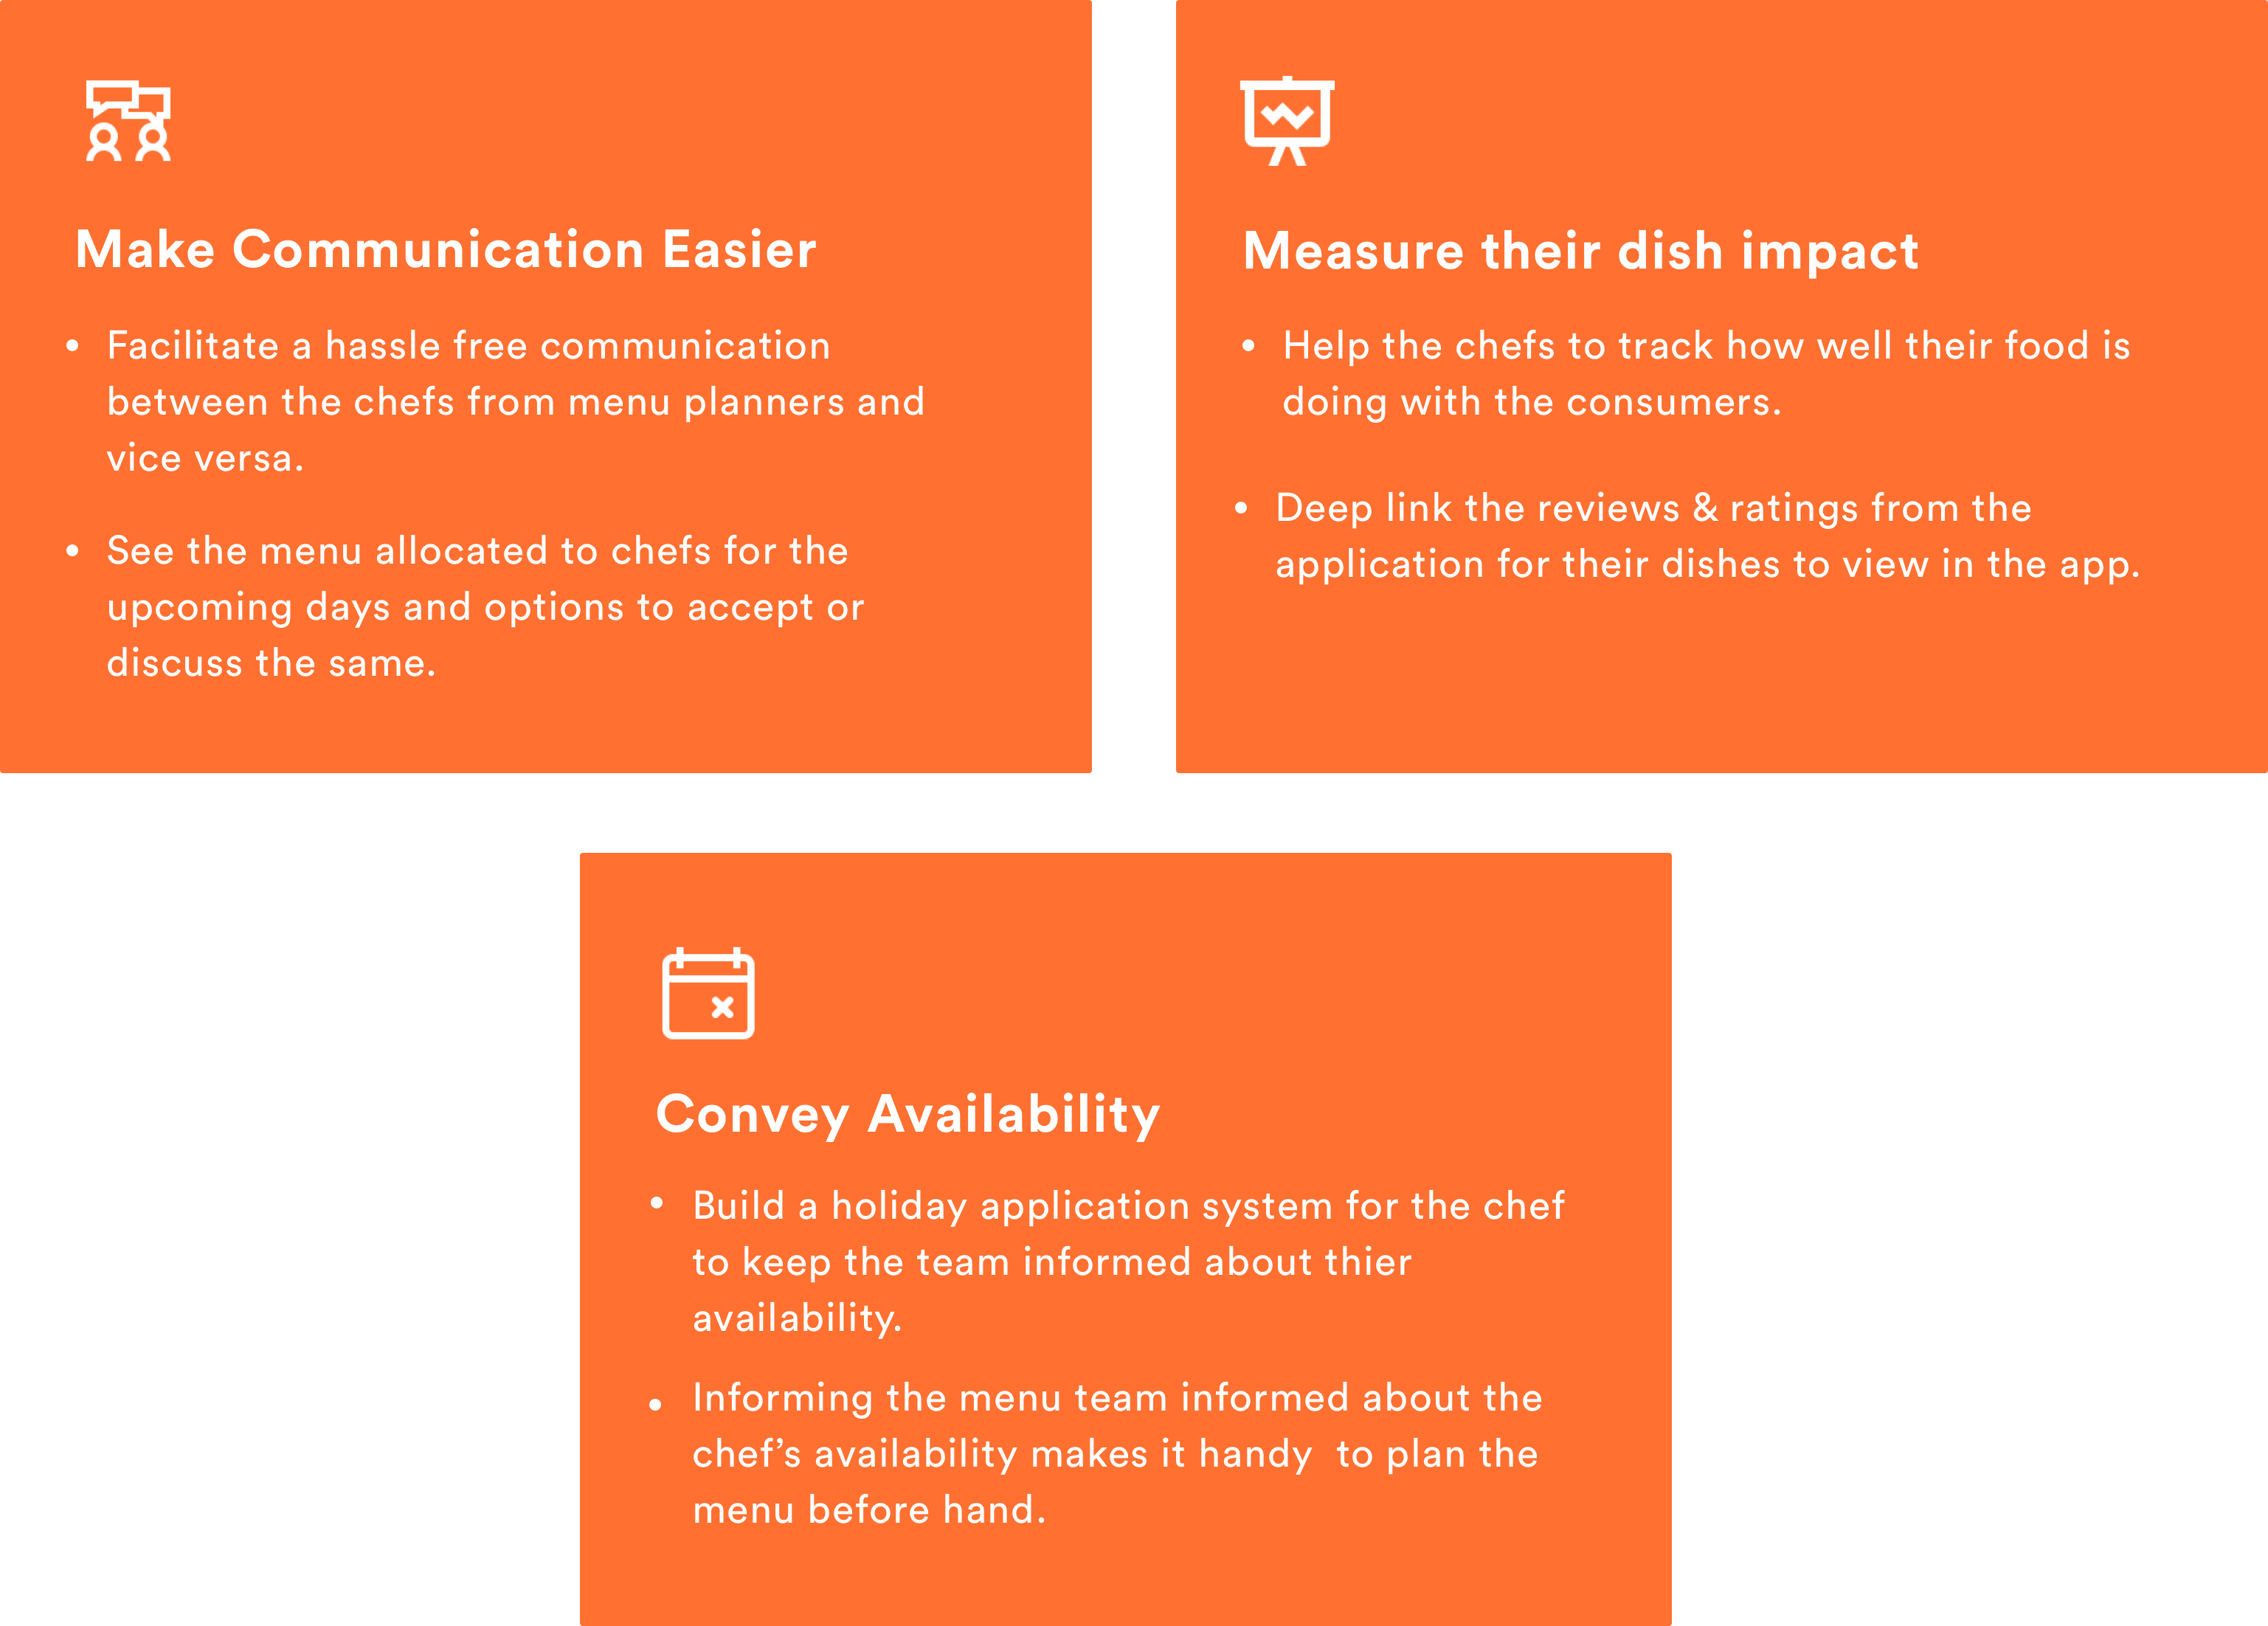 Make Communication Easier
• Facilitate a hassle free communication
between the chefs from menu planners and
vice versa.
• See the menu allocated to chefs for the
upcoming days and options to accept or
discuss the same.
Measure their dish impact
• Help the chefs to track how well their food is
doing with the consumers.
• Deep link the reviews & ratings from the
application for their dishes to view in the app.
Convey Availability
• Build a holiday application system for the chef
to keep the team informed about thier
availability.
• Informing the menu team informed about the
chef’s availability makes it handy  to plan the
menu before hand.